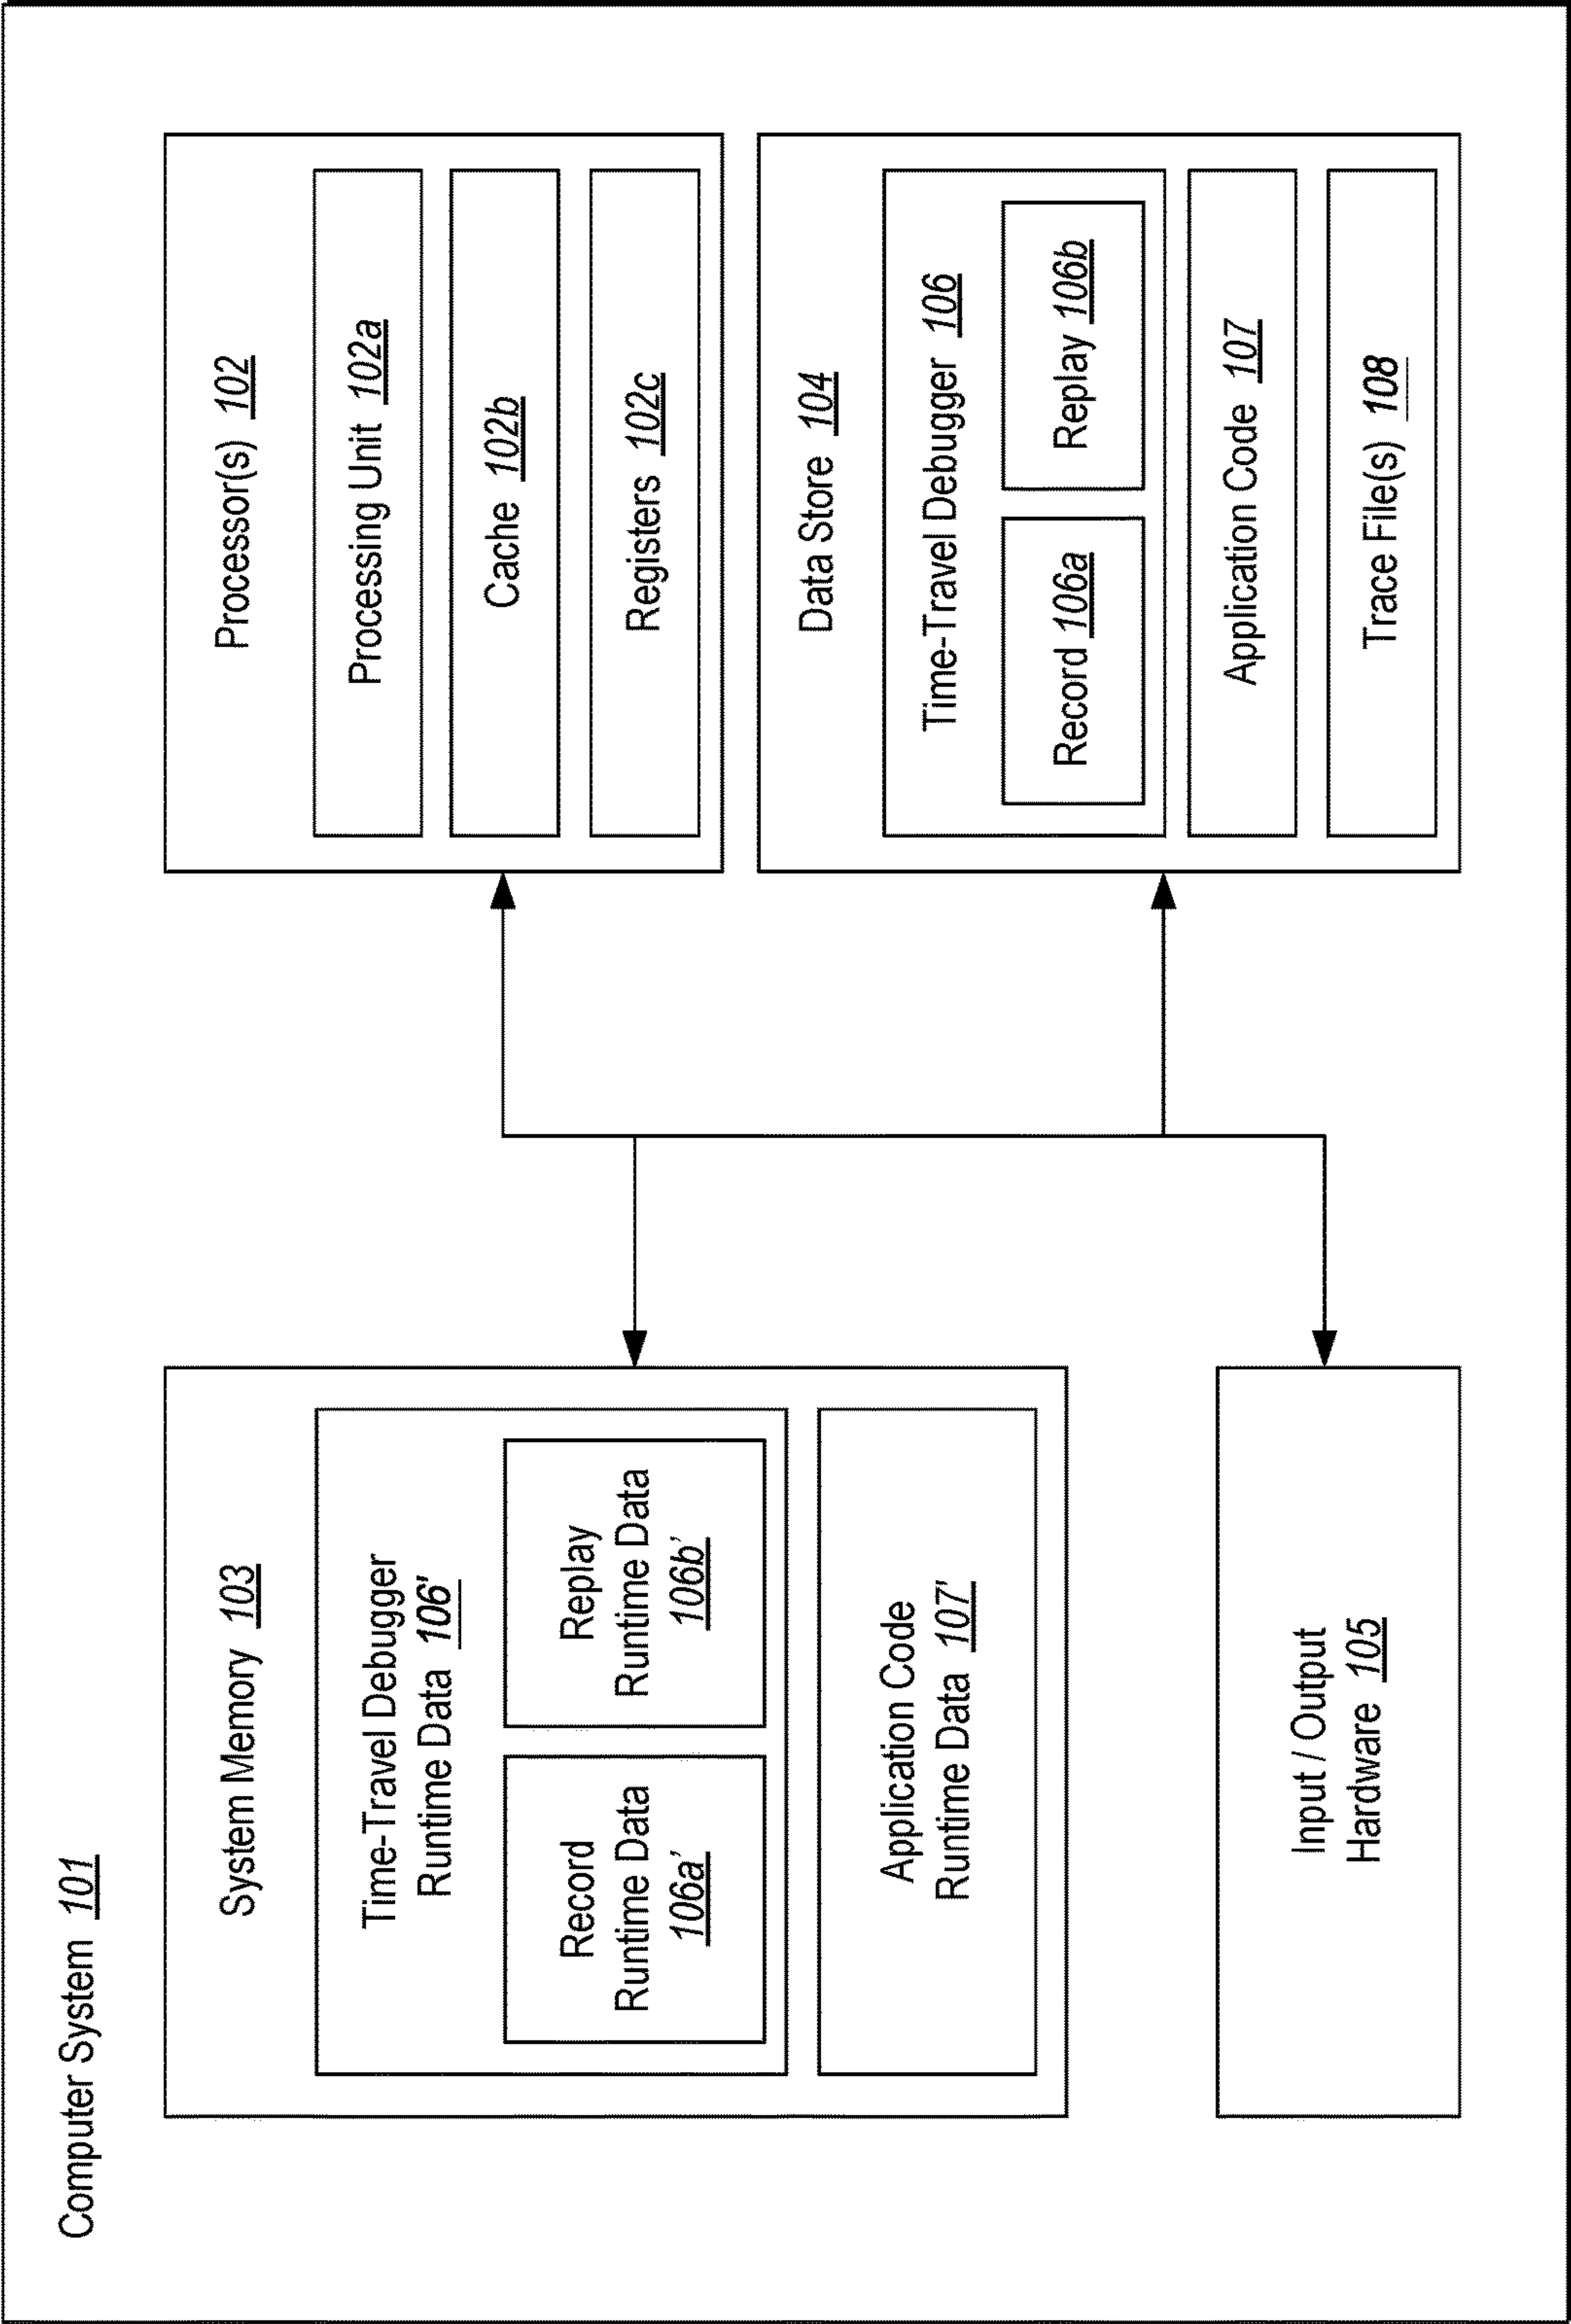 Computer System 101
System Memory 103
Time-Travel Debugger
Runtime Data 106'
Record
Runtime Data
106a'
Replay
Runtime Data
106b'
Application Code
Runtime Data 107'
Input / Output
Hardware 105
Processor(s) 102
Processing Unit 102a
Cache 102b
Registers 102c
Data Store 104
Time-Travel Debugger 106
Record 106a
Replay 106b
Application Code 107
Trace File(s) 108